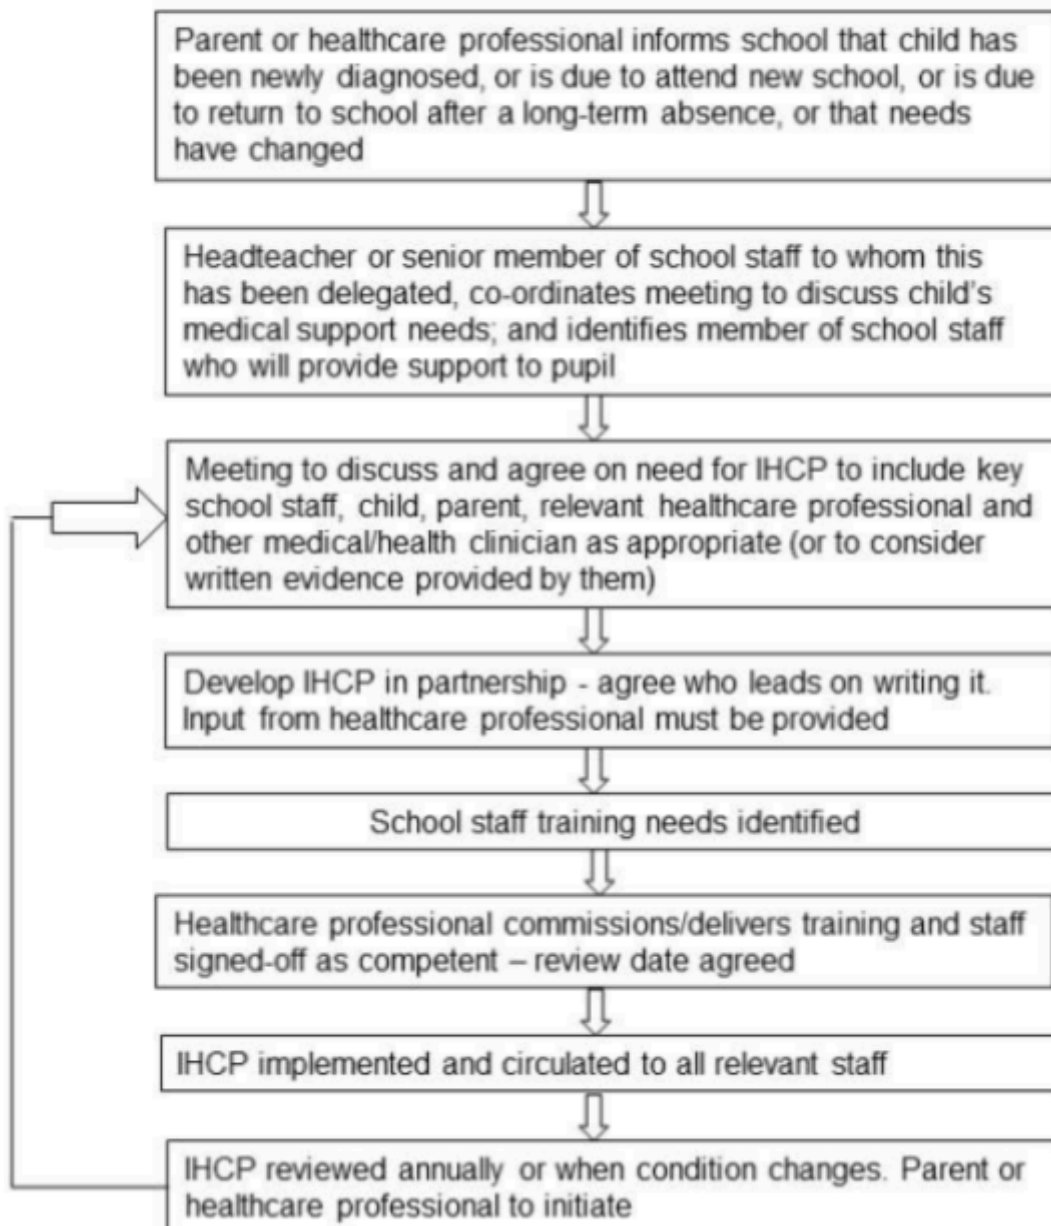 Parent or healthcare professional informs school that child has
been newly diagnosed, or is due to attend new school, or is due
to return to school after a long-term absence, or that needs
have changed
Headteacher or senior member of school staff to whom this
has been delegated, co-ordinates meeting to discuss child's
medical support needs; and identifies member of school staff
who will provide support to pupil
Meeting to discuss and agree on need for IHCP to include key
school staff, child, parent, relevant healthcare professional and
other medical/health clinician as appropriate (or to consider
written evidence provided by them)
Develop IHCP in partnership - agree who leads on writing it.
Input from healthcare professional must be provided
School staff training needs identified
Healthcare professional commissions/delivers training and staff
signed-off as competent – review date agreed
IHCP implemented and circulated to all relevant staff
IHCP reviewed annually or when condition changes. Parent or
healthcare professional to initiate